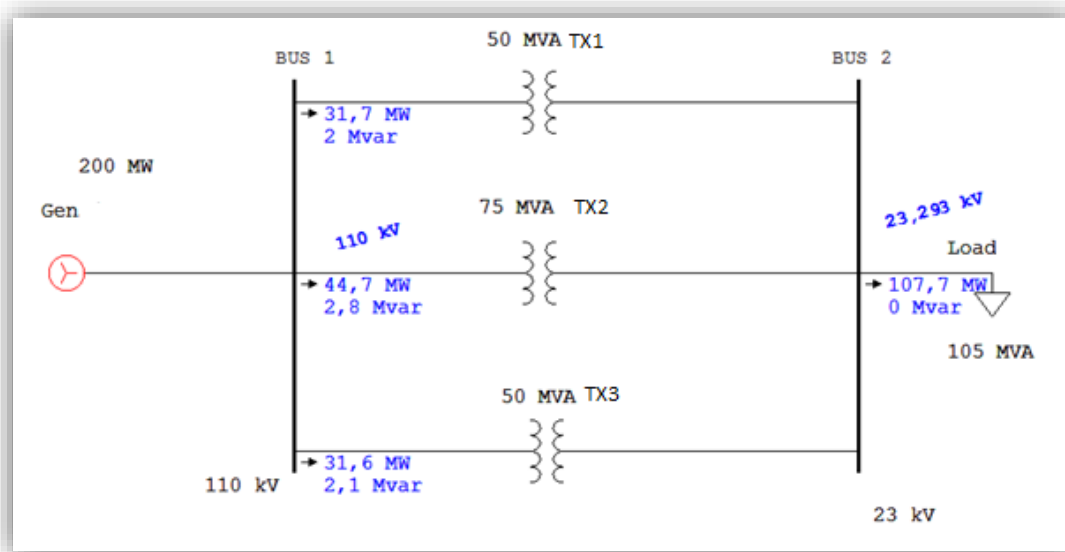 50 MVA TX1
BUS 1
BUS 2
31,7 MW
2 Mvar
200 MW
Gen
75 MVA TX2
110 kV
23,293 kV
Load
44,7 MW
2,8 Mvar
107,7 MW
0 Mvar
105 MVA
50 MVA TX3
31,6 MW
2,1 Mvar
110 kV
23 kV